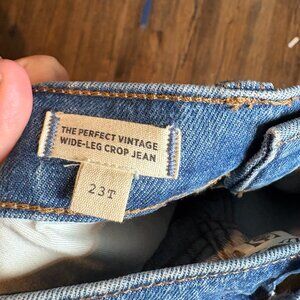 THE PERFECT VINTAGE
WIDE-LEG CROP JEAN
23T